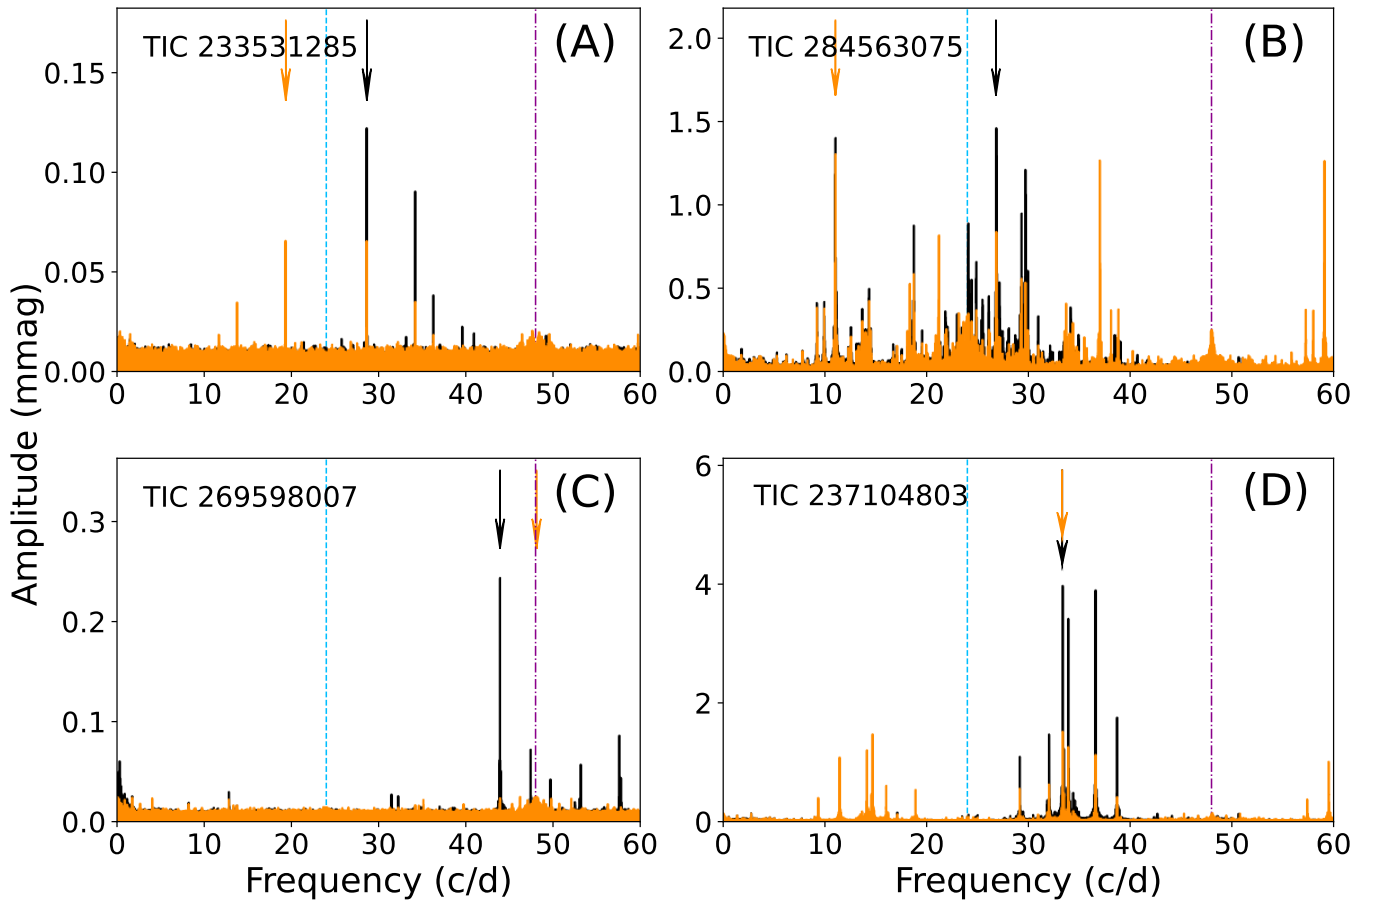 TIC 233531285
(A)
0.15
0.10
0.05
0.00
0 10 20 30 40 50 60
TIC 284563075
(B)
2.0
1.5
1.0
0.5
0.0
0 10 20 30 40 50 60
Amplitude (mmag)
TIC 269598007
(C)
0.3
0.2
0.1
0.0
0 10 20 30 40 50 60
Frequency (c/d)
TIC 237104803
(D)
6
4
2
0
0 10 20 30 40 50 60
Frequency (c/d)